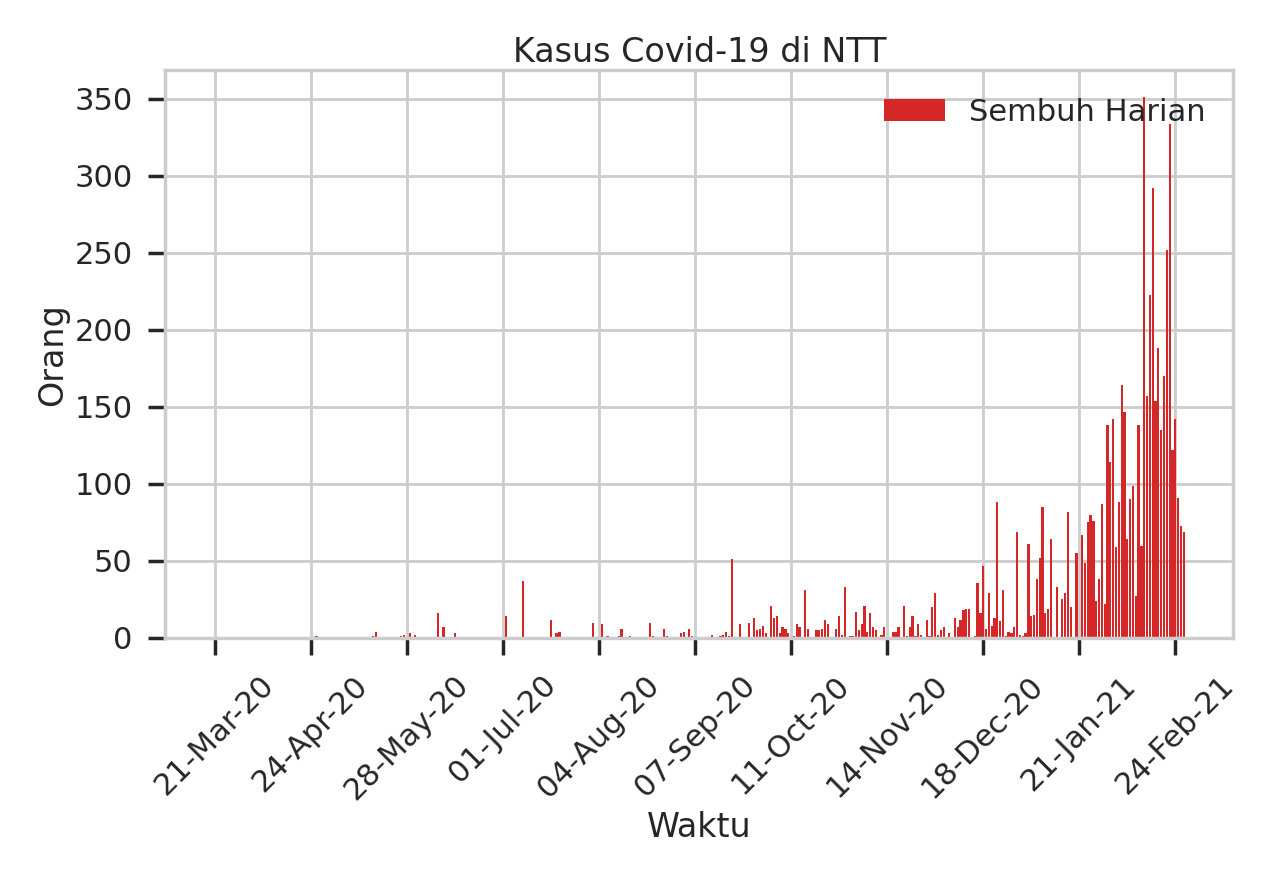 Kasus Covid-19 di NTT
Sembuh Harian
Orang
350
300
250
200
150
100
50
0
21-Mar-20
24-Apr-20
28-May-20
01-Jul-20
04-Aug-20
07-Sep-20
11-Oct-20
14-Nov-20
18-Dec-20
21-Jan-21
24-Feb-21
Waktu